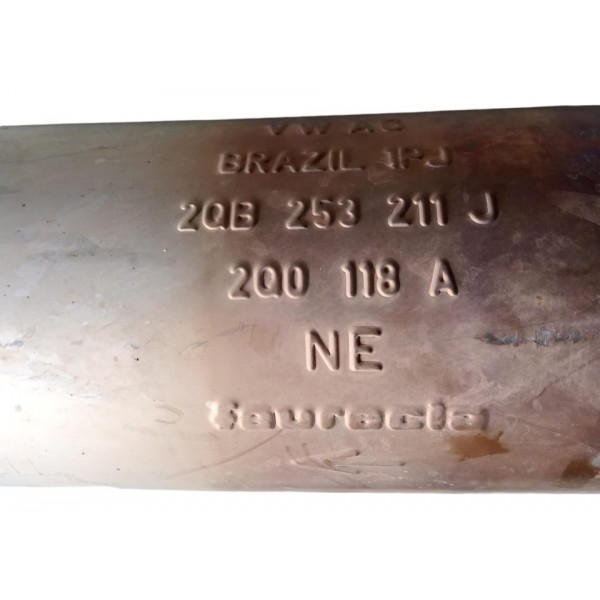 VW AG
BRAZIL 1PJ
2QB 253 211 J
2Q0 118 A
NE
faurecia